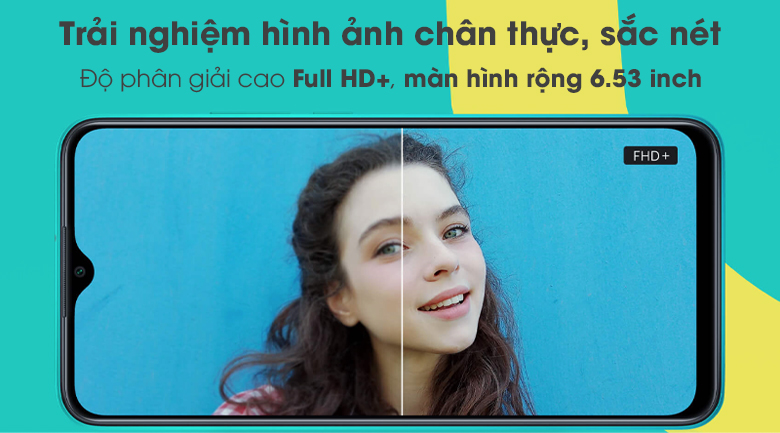 Trải nghiệm hình ảnh chân thực, sắc nét
Độ phân giải cao Full HD+, màn hình rộng 6.53 inch
FHD+